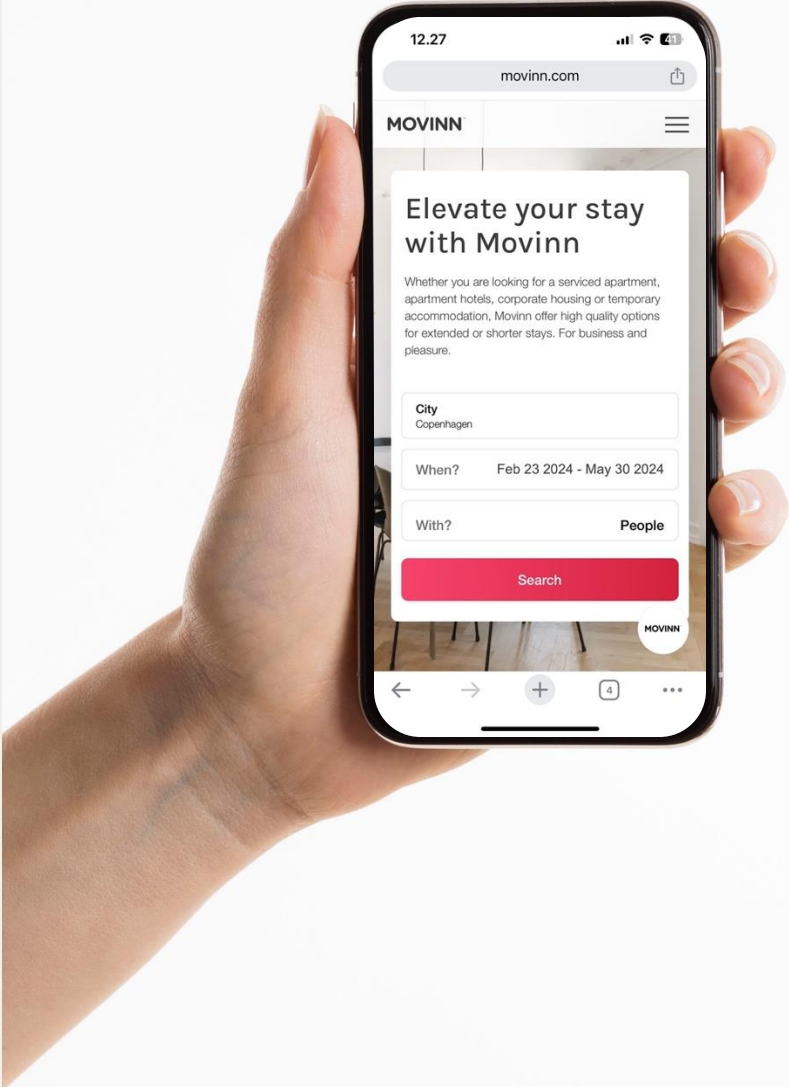 12.27
41
movinn.com
MOVINN
Elevate your stay
with Movinn
Whether you are looking for a serviced apartment,
apartment hotels, corporate housing or temporary
accommodation, Movinn offer high quality options
for extended or shorter stays. For business and
pleasure.
City
Copenhagen
When? Feb 23 2024 - May 30 2024
With? People
Search
MOVINN
4